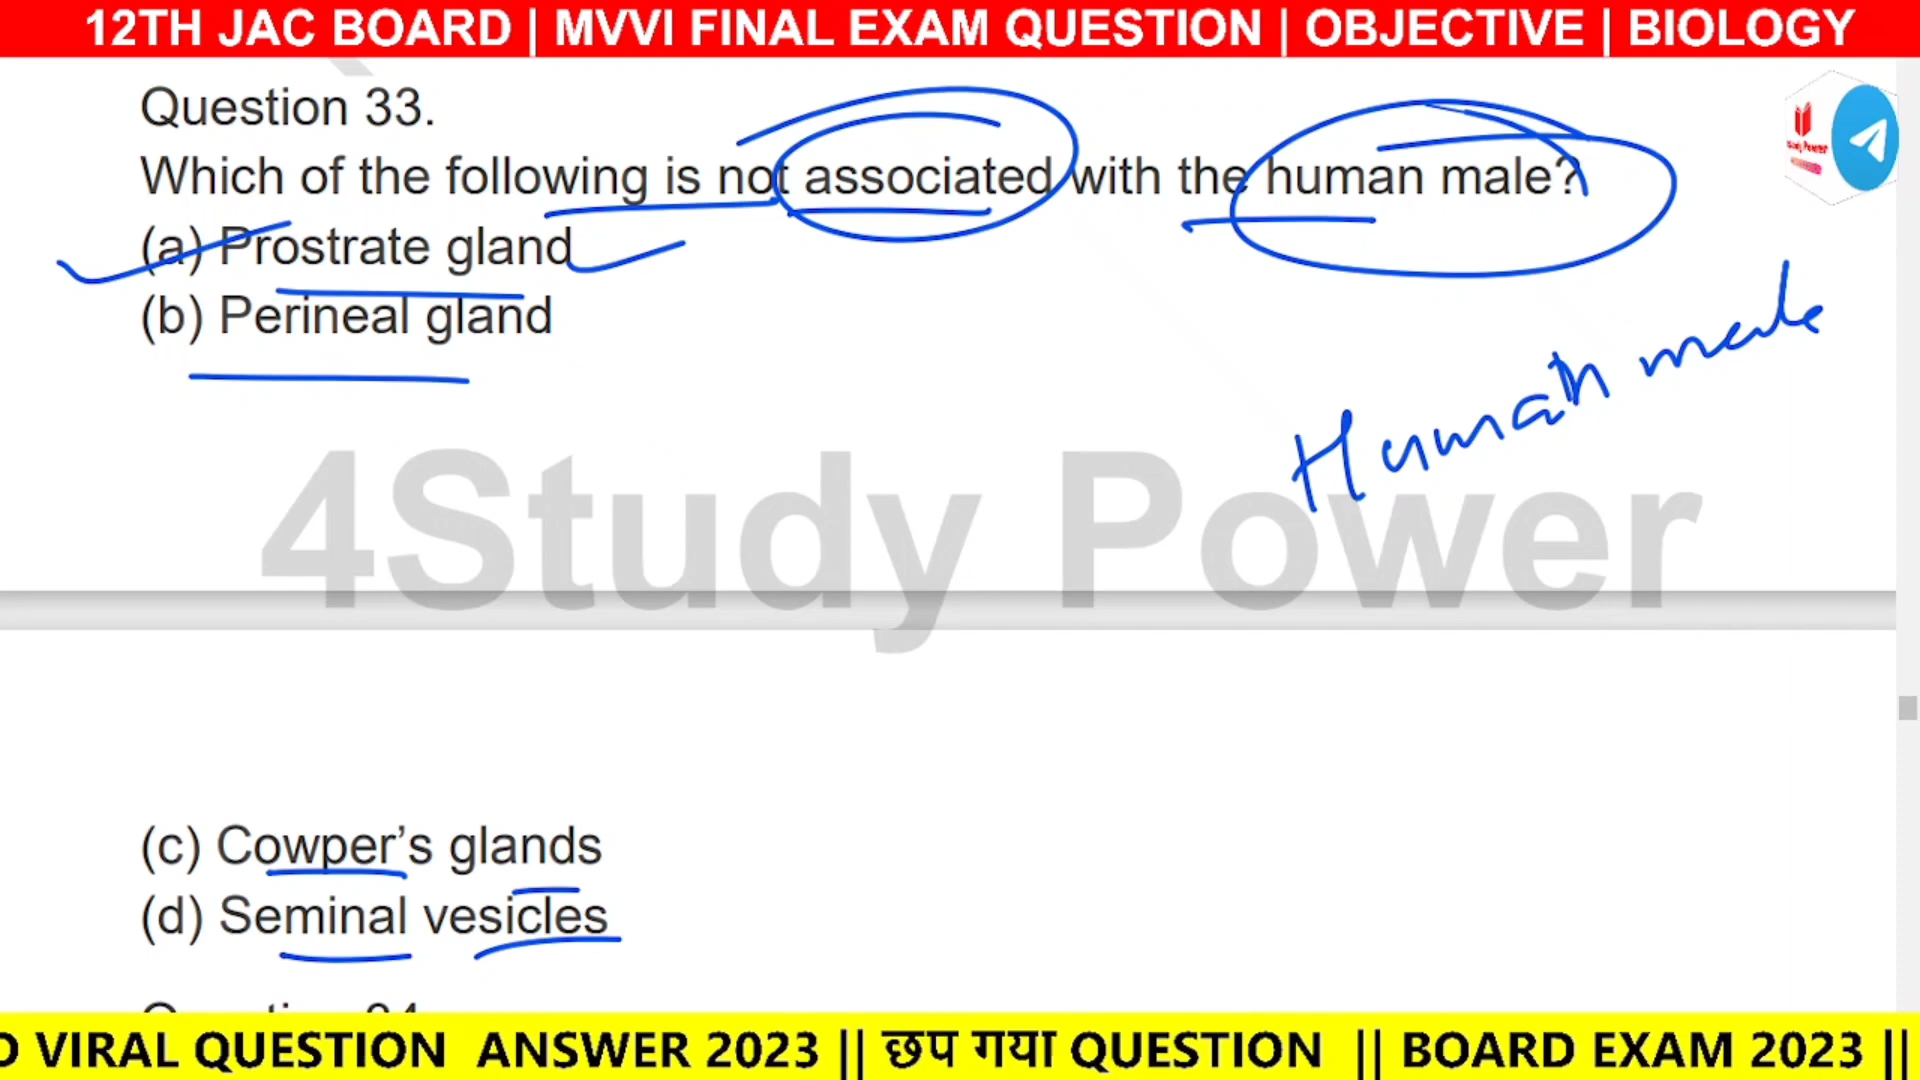 12TH JAC BOARD | MVVI FINAL EXAM QUESTION | OBJECTIVE | BIOLOGY
Question 33.
Which of the following is not associated with the human male?
(a) Prostrate gland
(b) Perineal gland
Human male
4Study Power
(c) Cowper’s glands
(d) Seminal vesicles
VIRAL QUESTION ANSWER 2023 || छप गया QUESTION || BOARD EXAM 2023 ||